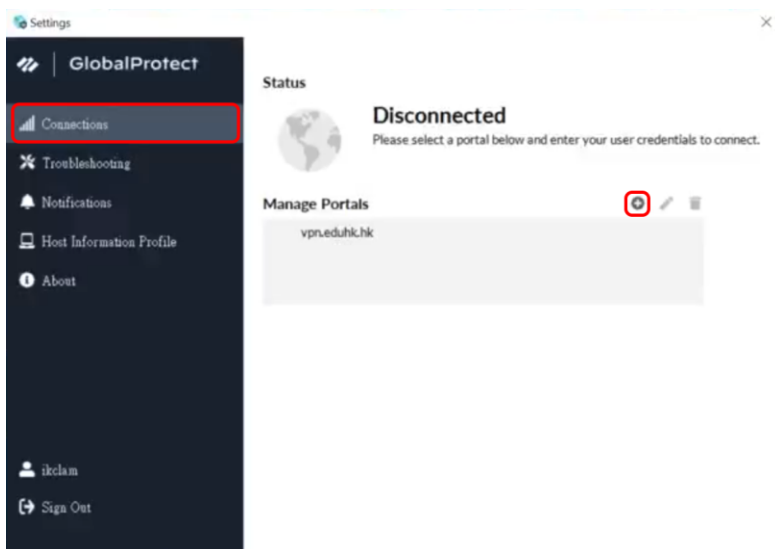 Settings
GlobalProtect
Connections
Troubleshooting
Notifications
Host Information Profile
About
ikclam
Sign Out
Status
Disconnected
Please select a portal below and enter your user credentials to connect.
Manage Portals
vpn.eduhk.hk